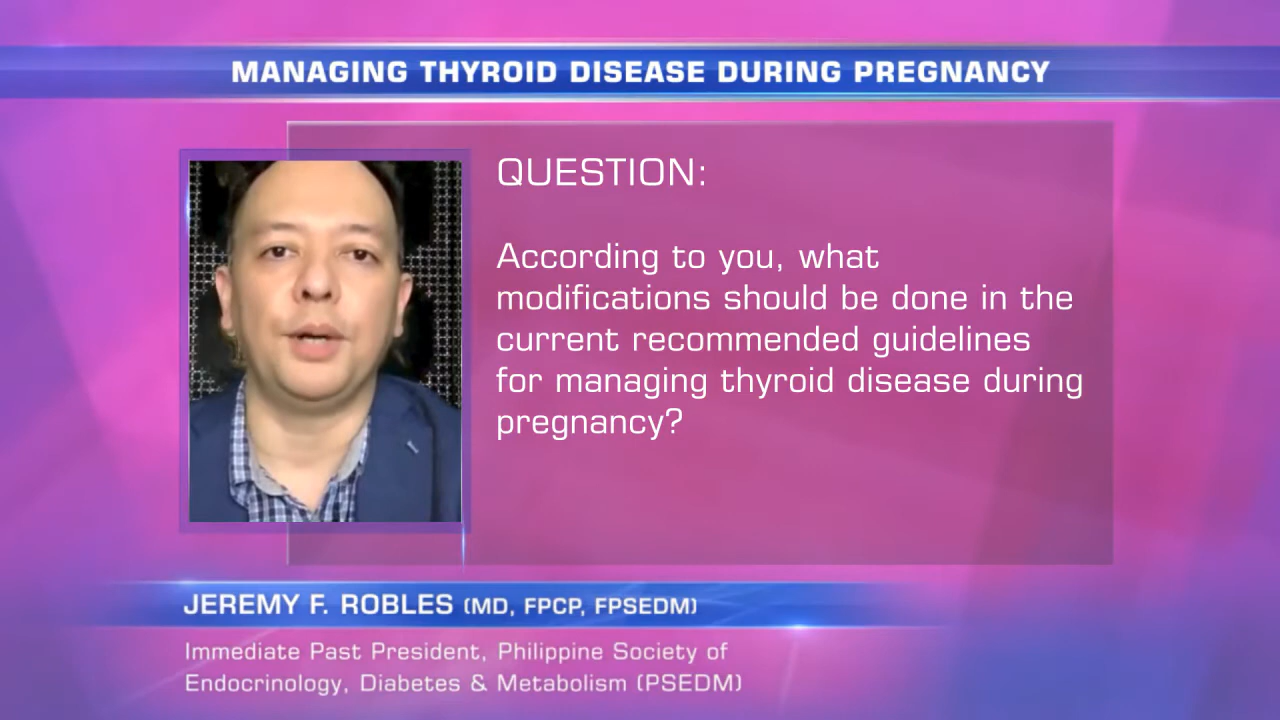 MANAGING THYROID DISEASE DURING PREGNANCY
QUESTION:
According to you, what
modifications should be done in the
current recommended guidelines
for managing thyroid disease during
pregnancy?
JEREMY F. ROBLES (MD, FPCP, FPSEDM)
Immediate Past President, Philippine Society of
Endocrinology, Diabetes & Metabolism (PSEDM)